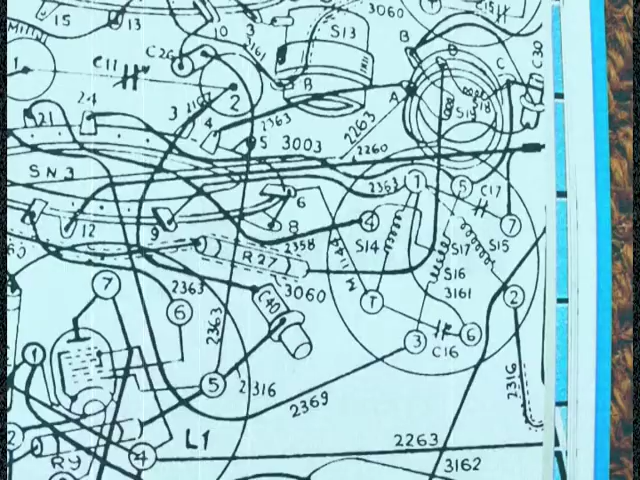 15
13
10
3
3060
S13
C15
C26
2161
C11
1
B
B
D
C
C30
2
A
S18
S19
21
24
3
4
2363
5
3003
2263
2260
SN3
2363
1
5
C17
6
4
7
12
9
8
2358
S14
S17
S15
R27
1149
S16
M
3161
7
2363
3060
C40
6
2363
T
2
3
6
C16
1
5
2316
2369
2316
2
L1
2263
R9
4
3162